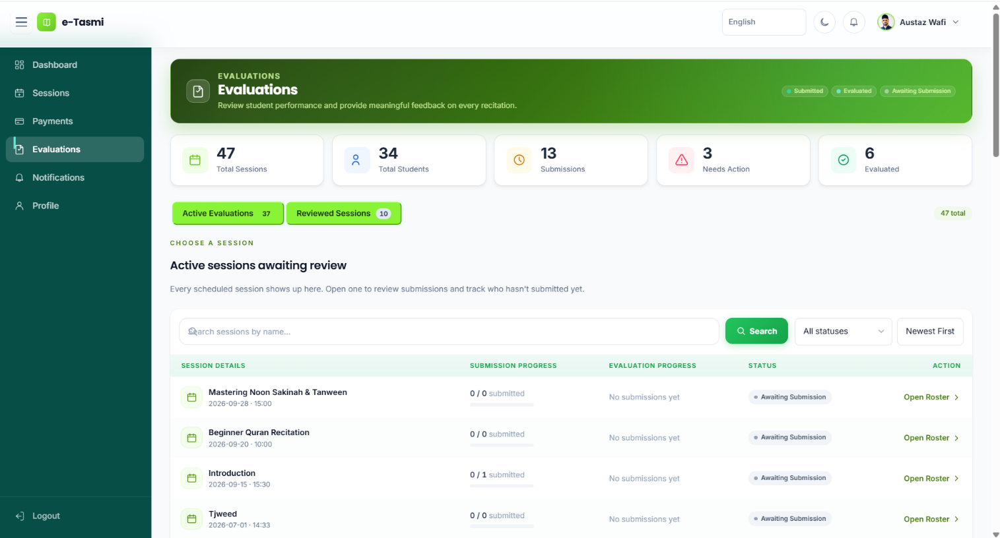 e-Tasmi
English
Austaz Wafi
Dashboard
Sessions
Payments
Evaluations
Notifications
Profile
Logout
EVALUATIONS
Evaluations
Review student performance and provide meaningful feedback on every recitation.
Submitted
Evaluated
Awaiting Submission
47
Total Sessions
34
Total Students
13
Submissions
3
Needs Action
6
Evaluated
Active Evaluations 37
Reviewed Sessions 10
47 total
CHOOSE A SESSION
Active sessions awaiting review
Every scheduled session shows up here. Open one to review submissions and track who hasn't submitted yet.
Search sessions by name...
Search
All statuses
Newest First
SESSION DETAILS SUBMISSION PROGRESS EVALUATION PROGRESS STATUS ACTION
Mastering Noon Sakinah & Tanween
2026-09-28 · 15:00
0 / 0 submitted
No submissions yet
Awaiting Submission
Open Roster
Beginner Quran Recitation
2026-09-20 · 10:00
0 / 0 submitted
No submissions yet
Awaiting Submission
Open Roster
Introduction
2026-09-15 · 15:30
0 / 1 submitted
No submissions yet
Awaiting Submission
Open Roster
Tjweed
2026-07-01 · 14:33
0 / 0 submitted
No submissions yet
Awaiting Submission
Open Roster